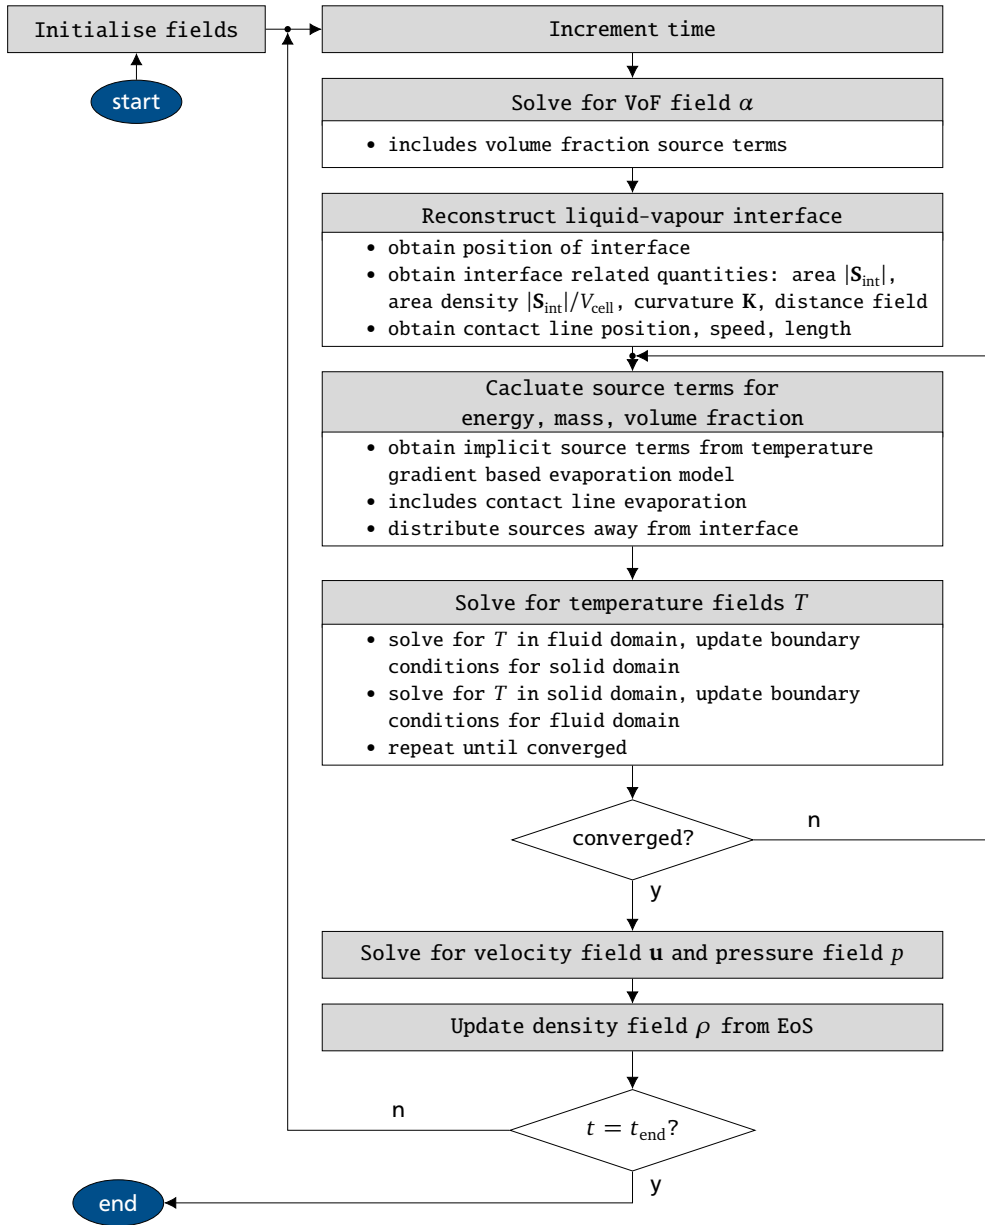 Initialise fields
Increment time
start
Solve for VoF field α
• includes volume fraction source terms
Reconstruct liquid-vapour interface
• obtain position of interface
• obtain interface related quantities: area |S_int|,
area density |S_int|/V_cell, curvature K, distance field
• obtain contact line position, speed, length
Cacluate source terms for
energy, mass, volume fraction
• obtain implicit source terms from temperature
gradient based evaporation model
• includes contact line evaporation
• distribute sources away from interface
Solve for temperature fields T
• solve for T in fluid domain, update boundary
conditions for solid domain
• solve for T in solid domain, update boundary
conditions for fluid domain
• repeat until converged
converged?
n
y
Solve for velocity field u and pressure field p
Update density field ρ from EoS
n
t = t_end?
y
end